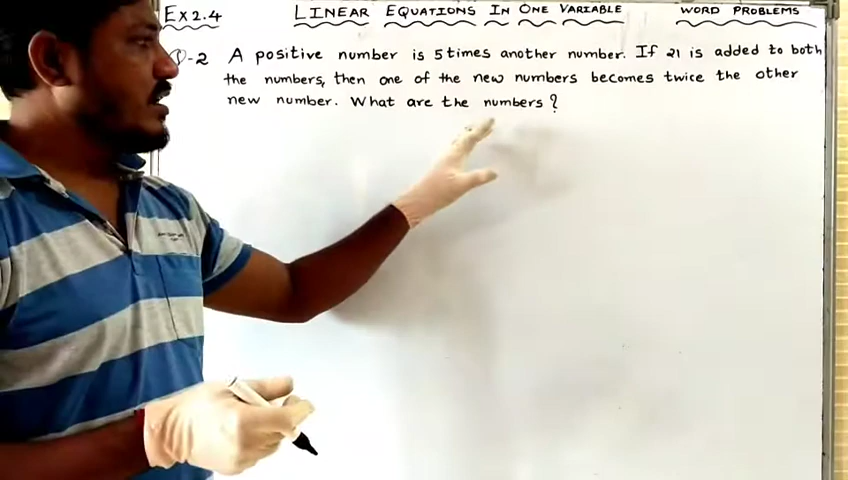 EX 2.4 LINEAR EQUATIONS IN ONE VARIABLE WORD PROBLEMS
Q-2 A positive number is 5 times another number. If 21 is added to both
the numbers, then one of the new numbers becomes twice the other
new number. What are the numbers?